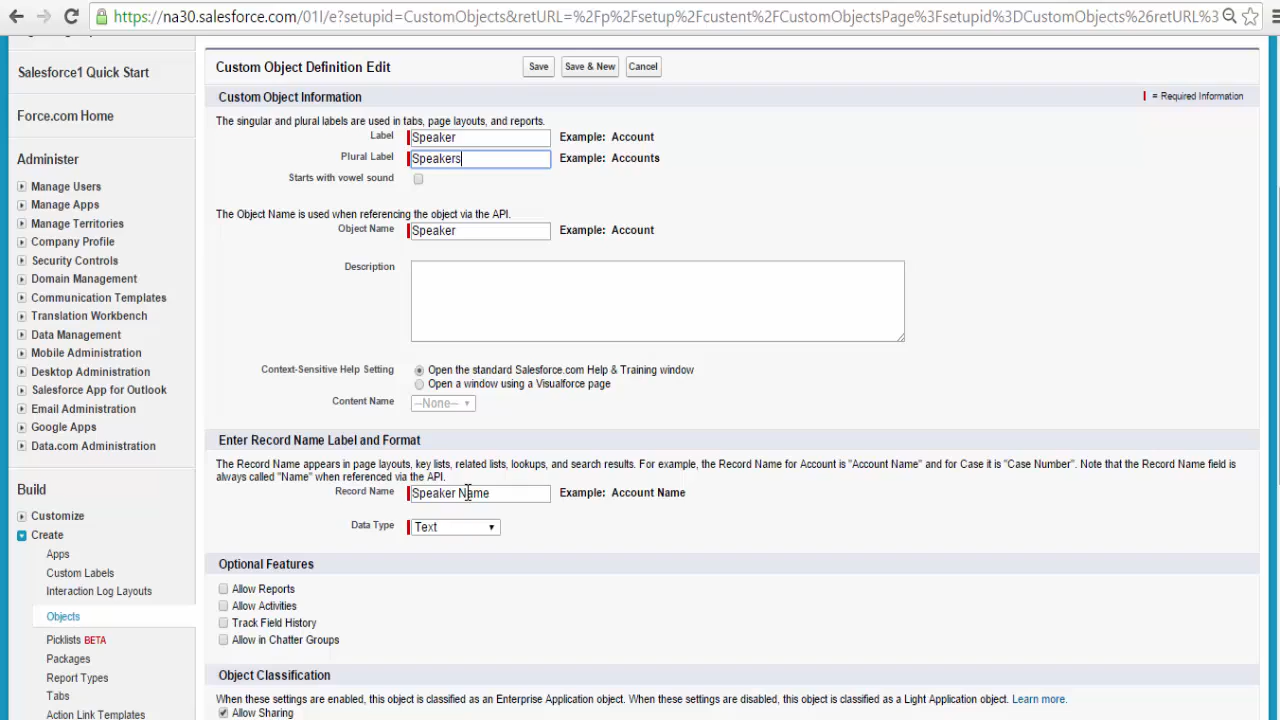 https://na30.salesforce.com/01I/e?setupid=CustomObjects&retURL=%2Fp%2Fsetup%2Fcustent%2FCustomObjectsPage%3Fsetupid%3DCustomObjects%26retURL%3
Salesforce1 Quick Start
Force.com Home
Administer
Manage Users
Manage Apps
Manage Territories
Company Profile
Security Controls
Domain Management
Communication Templates
Translation Workbench
Data Management
Mobile Administration
Desktop Administration
Salesforce App for Outlook
Email Administration
Google Apps
Data.com Administration
Build
Customize
Create
Apps
Custom Labels
Interaction Log Layouts
Objects
Picklists BETA
Packages
Report Types
Tabs
Action Link Templates
Custom Object Definition Edit Save Save & New Cancel
Custom Object Information = Required Information
The singular and plural labels are used in tabs, page layouts, and reports.
Label Speaker Example: Account
Plural Label Speakers Example: Accounts
Starts with vowel sound
The Object Name is used when referencing the object via the API.
Object Name Speaker Example: Account
Description
Context-Sensitive Help Setting Open the standard Salesforce.com Help & Training window
Open a window using a Visualforce page
Content Name --None--
Enter Record Name Label and Format
The Record Name appears in page layouts, key lists, related lists, lookups, and search results. For example, the Record Name for Account is "Account Name" and for Case it is "Case Number". Note that the Record Name field is
always called "Name" when referenced via the API.
Record Name Speaker Name Example: Account Name
Data Type Text
Optional Features
Allow Reports
Allow Activities
Track Field History
Allow in Chatter Groups
Object Classification
When these settings are enabled, this object is classified as an Enterprise Application object. When these settings are disabled, this object is classified as a Light Application object. Learn more.
Allow Sharing